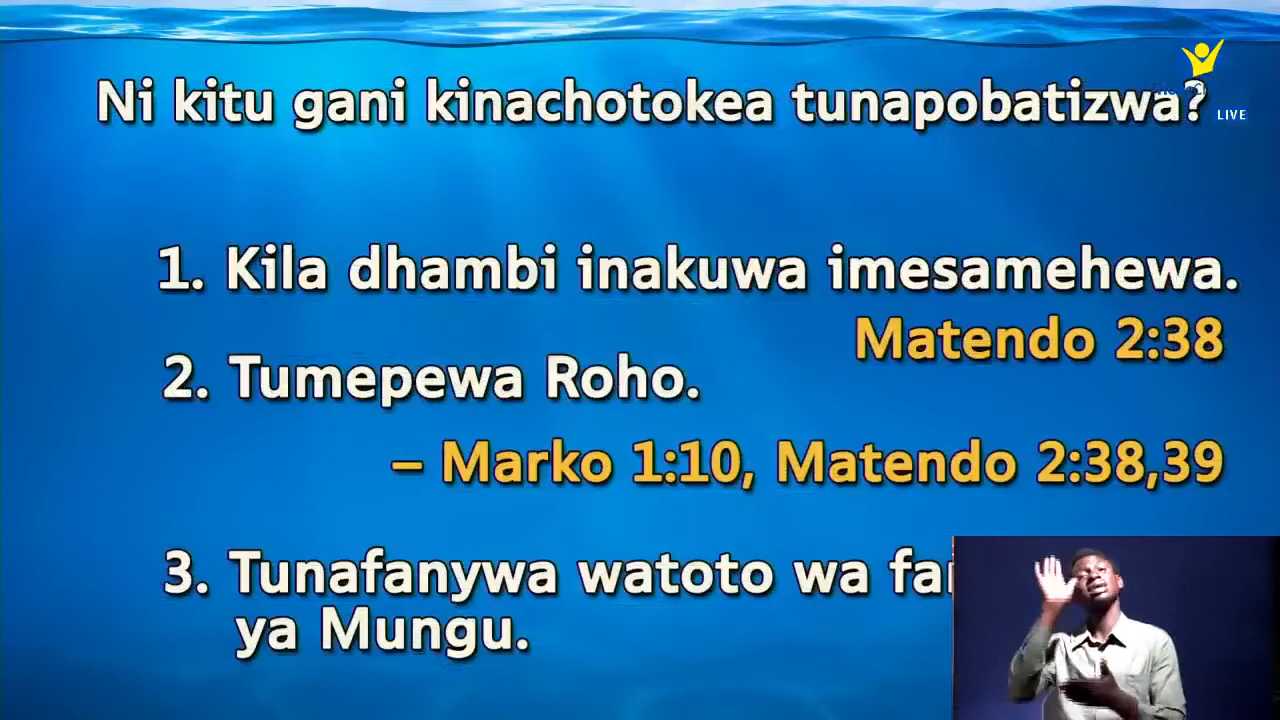 Ni kitu gani kinachotokea tunapobatizwa?
LIVE
1. Kila dhambi inakuwa imesamehewa.
Matendo 2:38
2. Tumepewa Roho.
– Marko 1:10, Matendo 2:38,39
3. Tunafanywa watoto wa
ya Mungu.